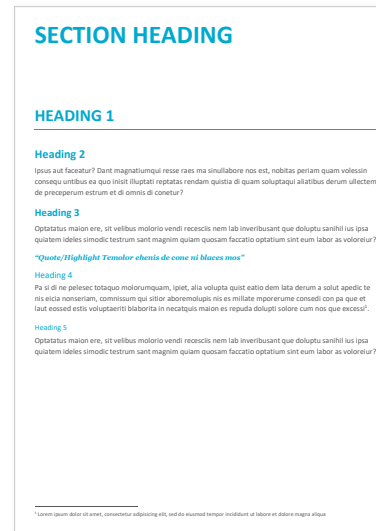 SECTION HEADING
HEADING 1
Heading 2
Ipsus aut faceatur? Dant magnatiumqui resse raes ma sinullabore nos est, nobitas periam quam volessin
consequ untibus ea quo inisit illuptati reptatas rendam quistia di quam soluptaqui aliatibus derum ullectem
de preceperum estrum et di omnis di conetur?
Heading 3
Optatatus maion ere, sit velibus molorio vendi recesciis nem lab inveribusant que doluptu sanihil ius ipsa
quiatem ideles simodic testrum sant magnim quiam quosam faccatio optatium sint eum labor as voloreiur?
“Quote/Highlight Temolor ehenis de cone ni blaces mos”
Heading 4
Pa si di ne pelesec totaquo molorumquam, ipiet, alia volupta quist eatio dem lata derum a solut apedic te
nis eicia nonseriam, comnissum qui sitior aboremolupis nis es millate mporerume consedi con pa que et
laut eossed estis voluptaeriti blaborita in necatquis maion es repuda dolupti solore cum nos que excessi¹.
Heading 5
Optatatus maion ere, sit velibus molorio vendi recesciis nem lab inveribusant que doluptu sanihil ius ipsa
quiatem ideles simodic testrum sant magnim quiam quosam faccatio optatium sint eum labor as voloreiur?
¹ Lorem ipsum dolor sit amet, consectetur adipisicing elit, sed do eiusmod tempor incididunt ut labore et dolore magna aliqua